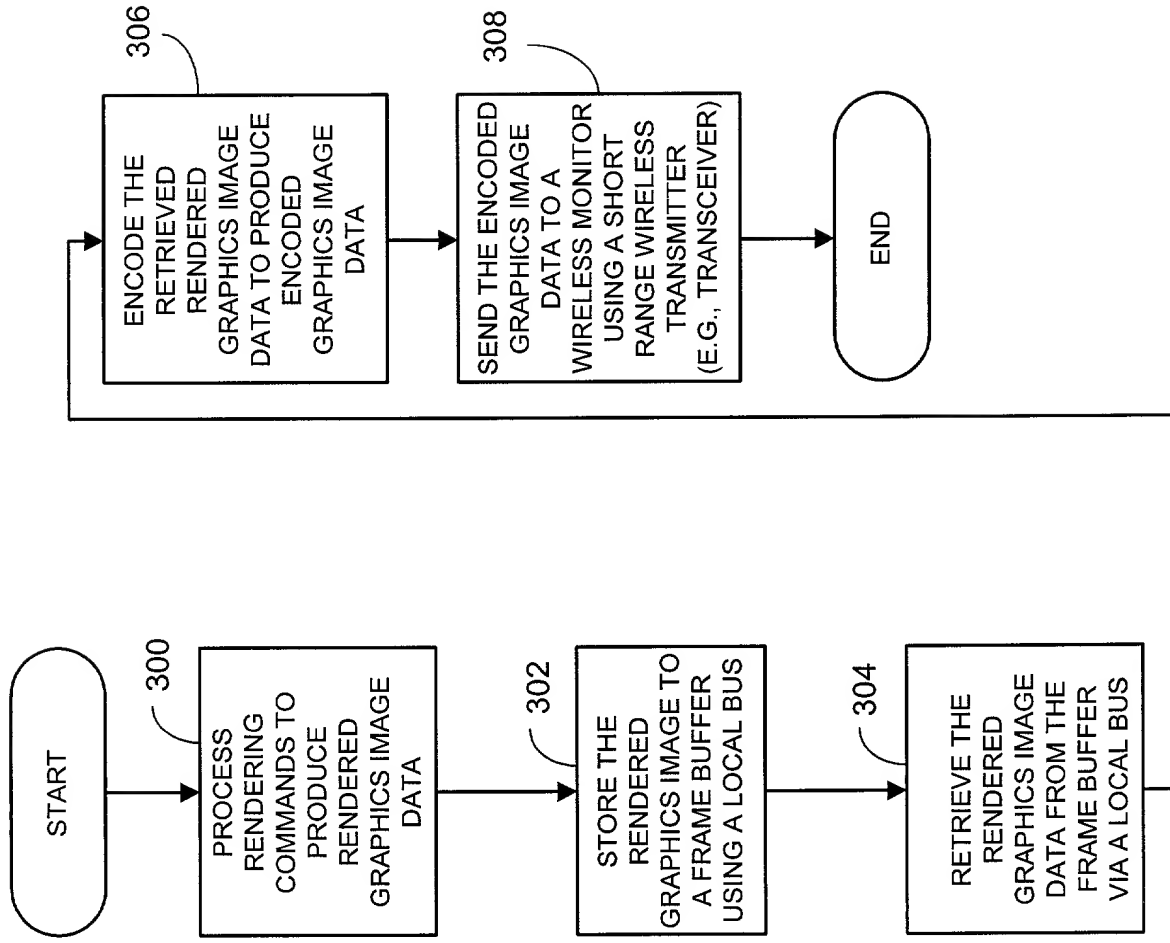 START
300
PROCESS
RENDERING
COMMANDS TO
PRODUCE
RENDERED
GRAPHICS IMAGE
DATA
302
STORE THE
RENDERED
GRAPHICS IMAGE TO
A FRAME BUFFER
USING A LOCAL BUS
304
RETRIEVE THE
RENDERED
GRAPHICS IMAGE
DATA FROM THE
FRAME BUFFER
VIA A LOCAL BUS
306
ENCODE THE
RETRIEVED
RENDERED
GRAPHICS IMAGE
DATA TO PRODUCE
ENCODED
GRAPHICS IMAGE
DATA
308
SEND THE ENCODED
GRAPHICS IMAGE
DATA TO A
WIRELESS MONITOR
USING A SHORT
RANGE WIRELESS
TRANSMITTER
(E.G., TRANSCEIVER)
END